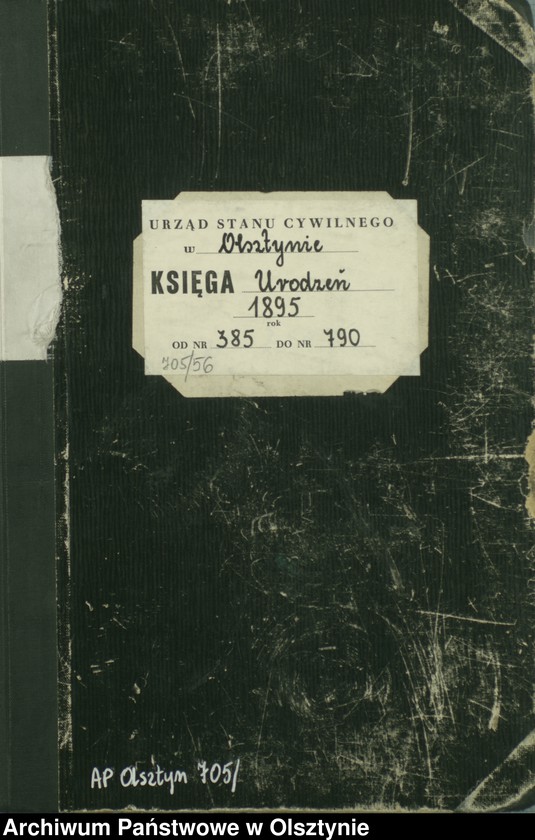 URZĄD STANU CYWILNEGO
w Olsztynie
KSIĘGA Urodzeń
1895
rok
OD NR 385 DO NR 790
705/56
AP Olsztyn 705/
Archiwum Państwowe w Olsztynie